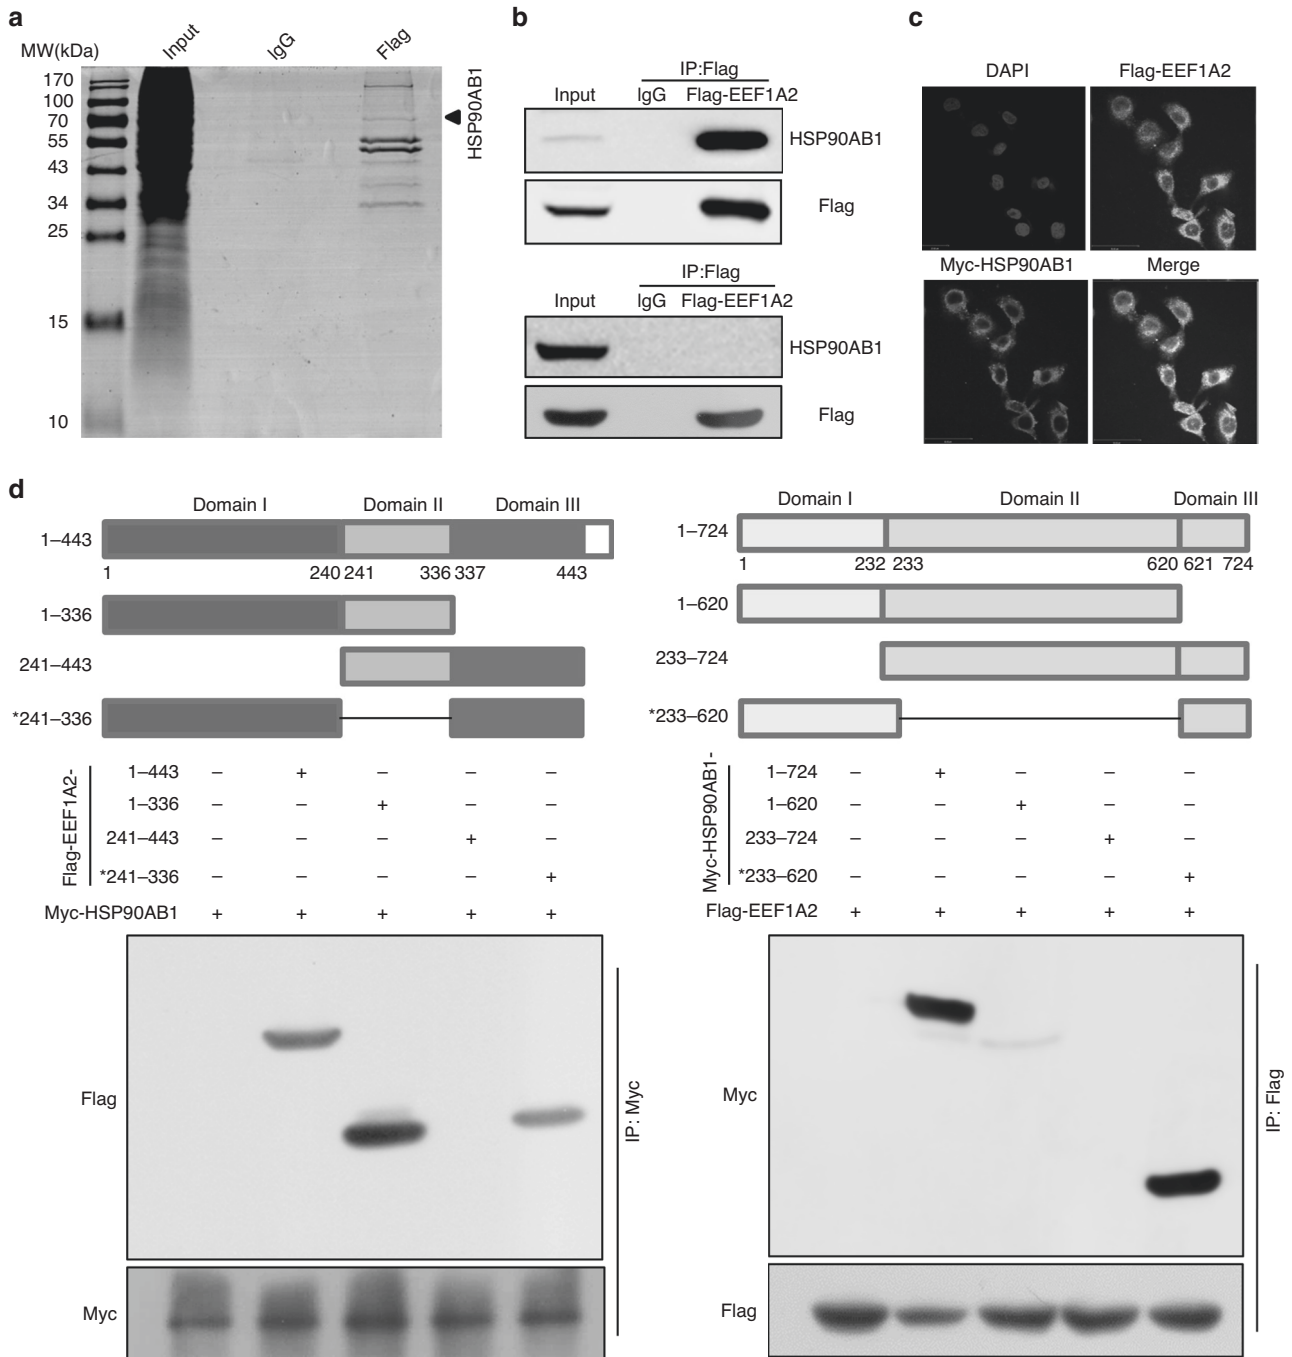 a
MW(kDa)
Input
IgG
Flag
170
100
70
55
43
34
25
15
10
HSP90AB1
b
IP:Flag
Input IgG Flag-EEF1A2
HSP90AB1
Flag
IP:Flag
Input IgG Flag-EEF1A2
HSP90AB1
Flag
c
DAPI Flag-EEF1A2
Myc-HSP90AB1 Merge
d
Domain I Domain II Domain III
1–443
1 240 241 336 337 443
1–336
241–443
*241–336
Flag-EEF1A2-
1–443 – + – – –
1–336 – – + – –
241–443 – – – + –
*241–336 – – – – +
Myc-HSP90AB1 + + + + +
Flag
Myc
IP: Myc
Domain I Domain II Domain III
1–724
1 232 233 620 621 724
1–620
233–724
*233–620
Myc-HSP90AB1-
1–724 – + – – –
1–620 – – + – –
233–724 – – – + –
*233–620 – – – – +
Flag-EEF1A2 + + + + +
Myc
Flag
IP: Flag